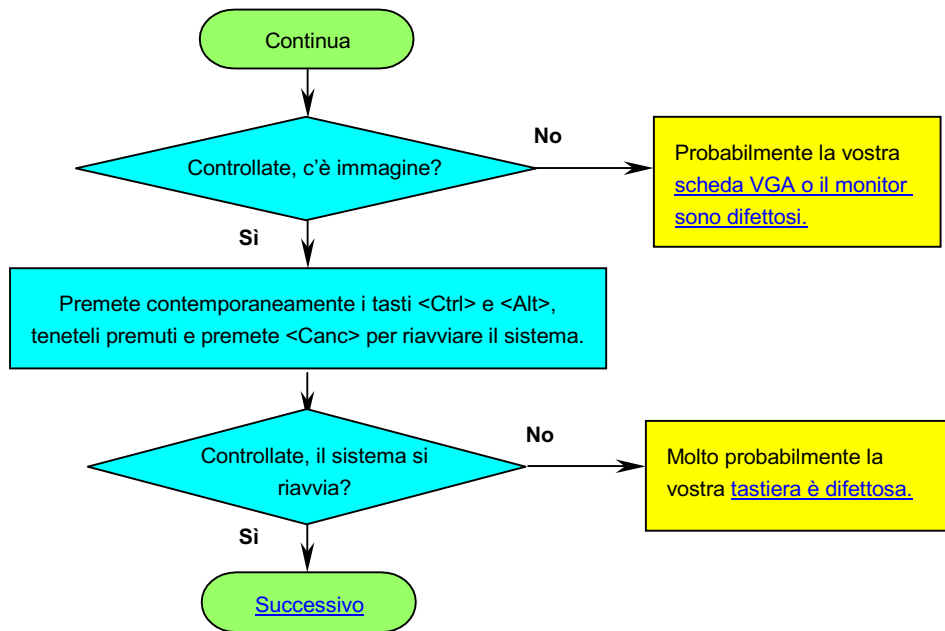 Continua
Controllate, c'è immagine?
No
Probabilmente la vostra
scheda VGA o il monitor
sono difettosi.
Sì
Premete contemporaneamente i tasti <Ctrl> e <Alt>,
teneteli premuti e premete <Canc> per riavviare il sistema.
Controllate, il sistema si
riavvia?
No
Molto probabilmente la
vostra tastiera è difettosa.
Sì
Successivo